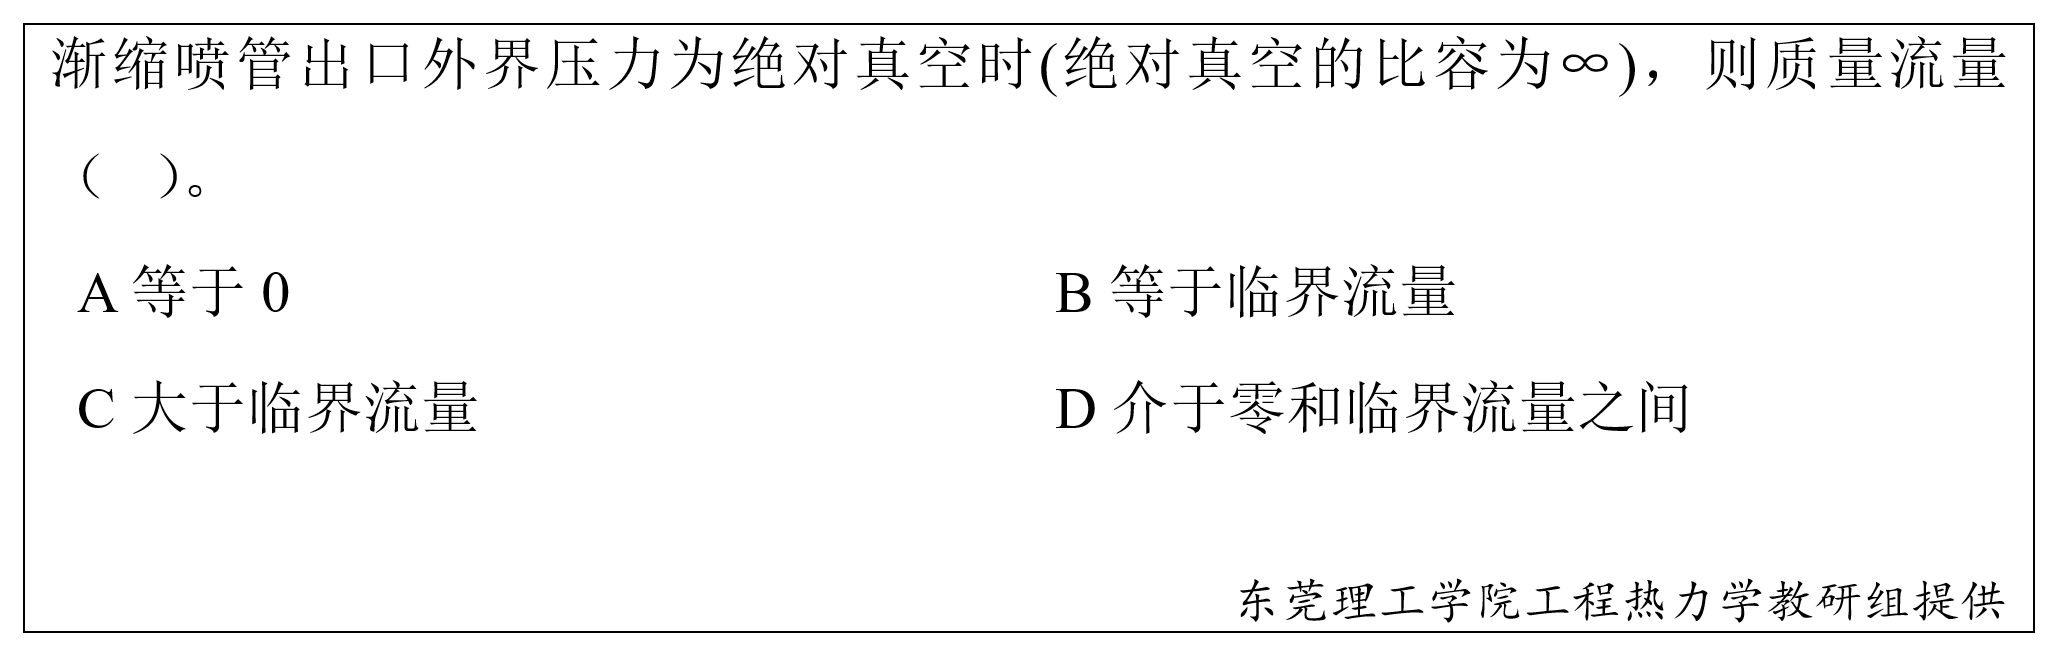 渐缩喷管出口外界压力为绝对真空时(绝对真空的比容为∞)，则质量流量
（ ）。
A 等于 0 B 等于临界流量
C 大于临界流量 D 介于零和临界流量之间
东莞理工学院工程热力学教研组提供